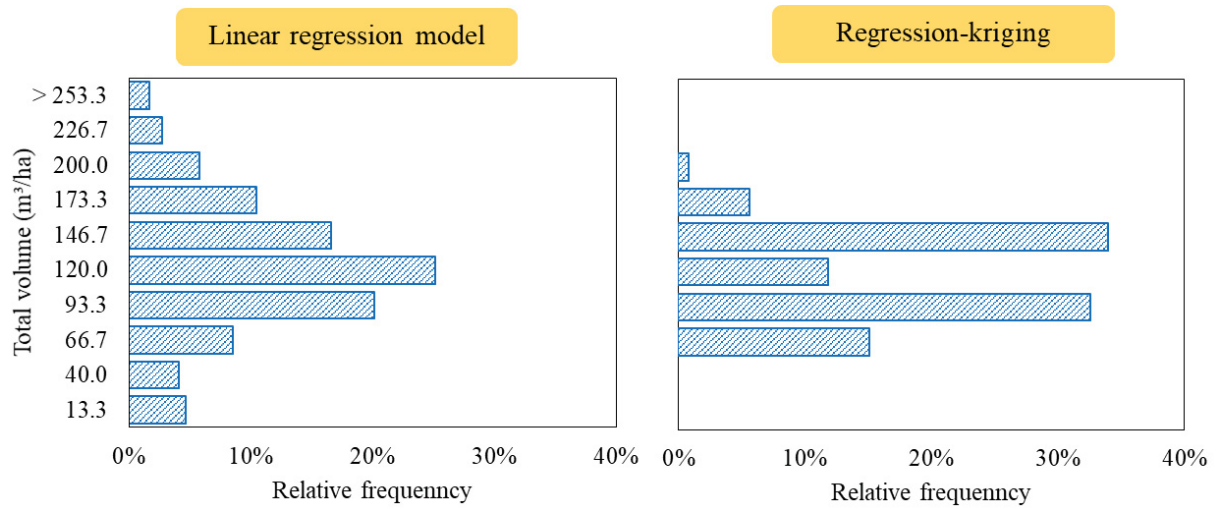 Linear regression model
Regression-kriging
Total volume (m³/ha)
> 253.3
226.7
200.0
173.3
146.7
120.0
93.3
66.7
40.0
13.3
0% 10% 20% 30% 40%
0% 10% 20% 30% 40%
Relative frequenncy
Relative frequenncy